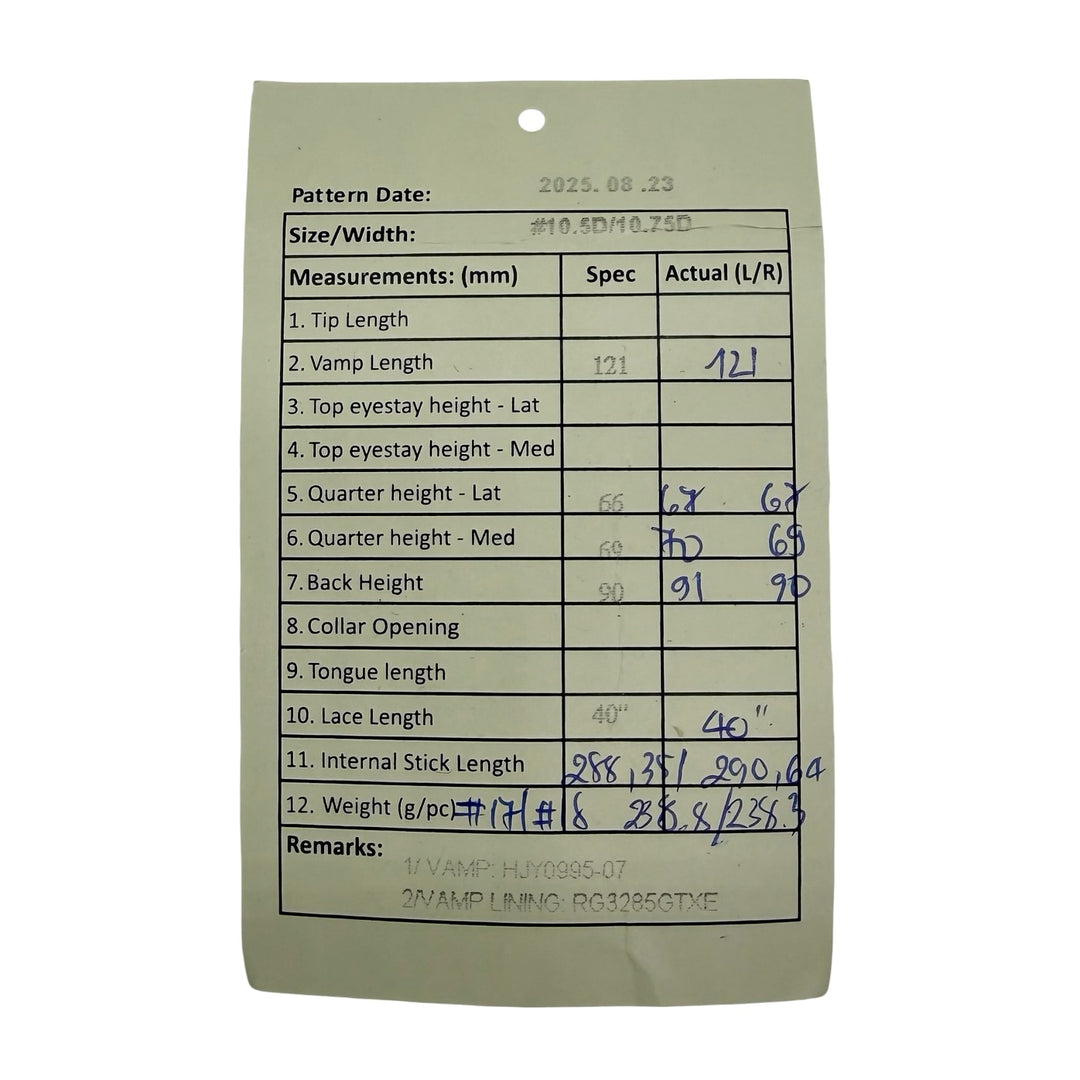 Pattern Date: 2025. 08 .23
Size/Width: #10.5D/10.75D
Measurements: (mm) Spec Actual (L/R)
1. Tip Length
2. Vamp Length 121 121
3. Top eyestay height - Lat
4. Top eyestay height - Med
5. Quarter height - Lat 66 67 67
6. Quarter height - Med 69 70 69
7. Back Height 90 91 90
8. Collar Opening
9. Tongue length
10. Lace Length 40" 40"
11. Internal Stick Length 288,35/ 290,64
12. Weight (g/pc) #17/#18 238.8/238.3
Remarks:
1/ VAMP: HJY0995-07
2/VAMP LINING: RG3285GTXE